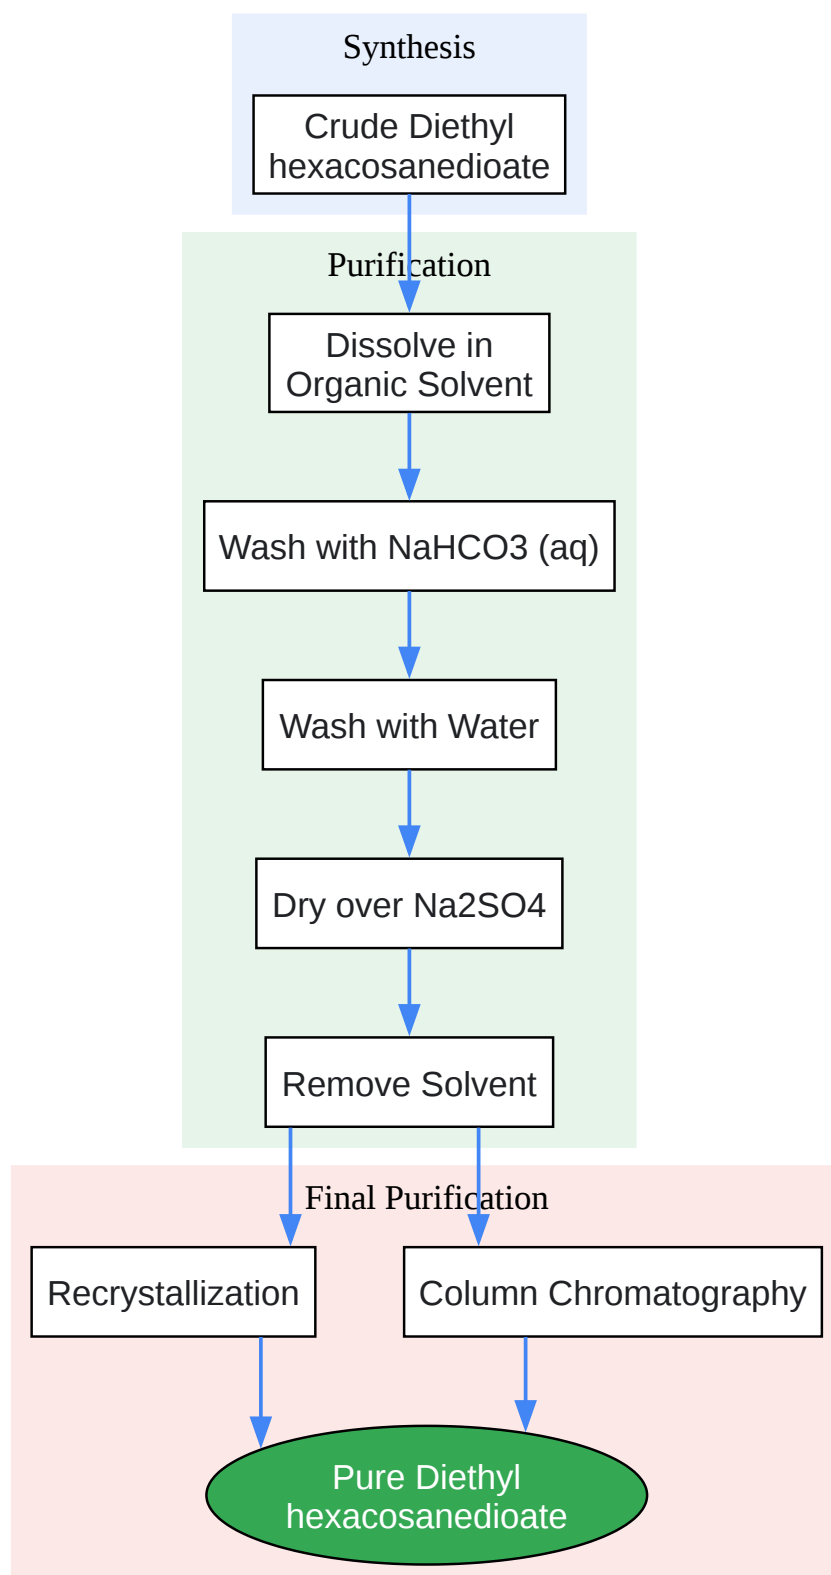 Synthesis
Crude Diethyl
hexacosanedioate
Purification
Dissolve in
Organic Solvent
Wash with NaHCO3 (aq)
Wash with Water
Dry over Na2SO4
Remove Solvent
Final Purification
Recrystallization
Column Chromatography
Pure Diethyl
hexacosanedioate